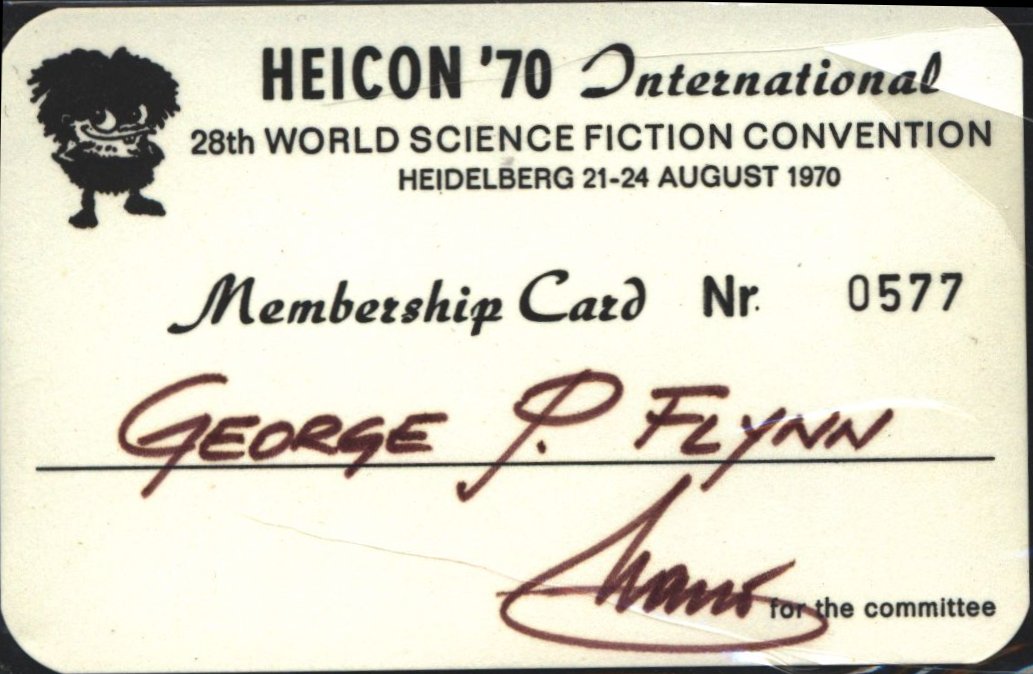 HEICON '70 International
28th WORLD SCIENCE FICTION CONVENTION
HEIDELBERG 21-24 AUGUST 1970
Membership Card Nr. 0577
GEORGE P. FLYNN
for the committee